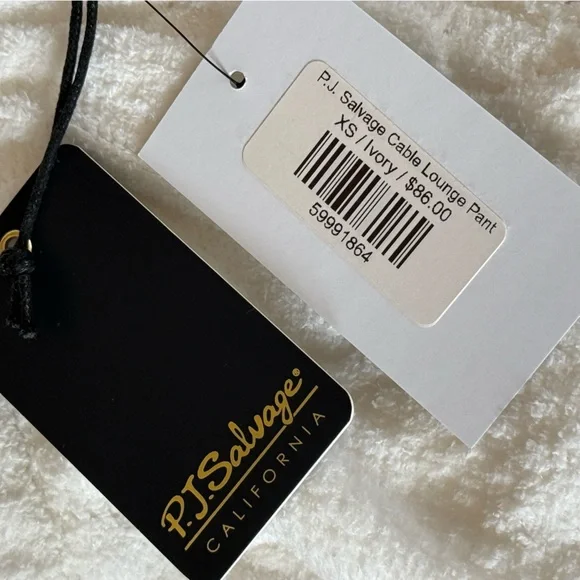 P.J. Salvage Cable Lounge Pant
XS / Ivory / $86.00
59991864
P.J.Salvage®
CALIFORNIA